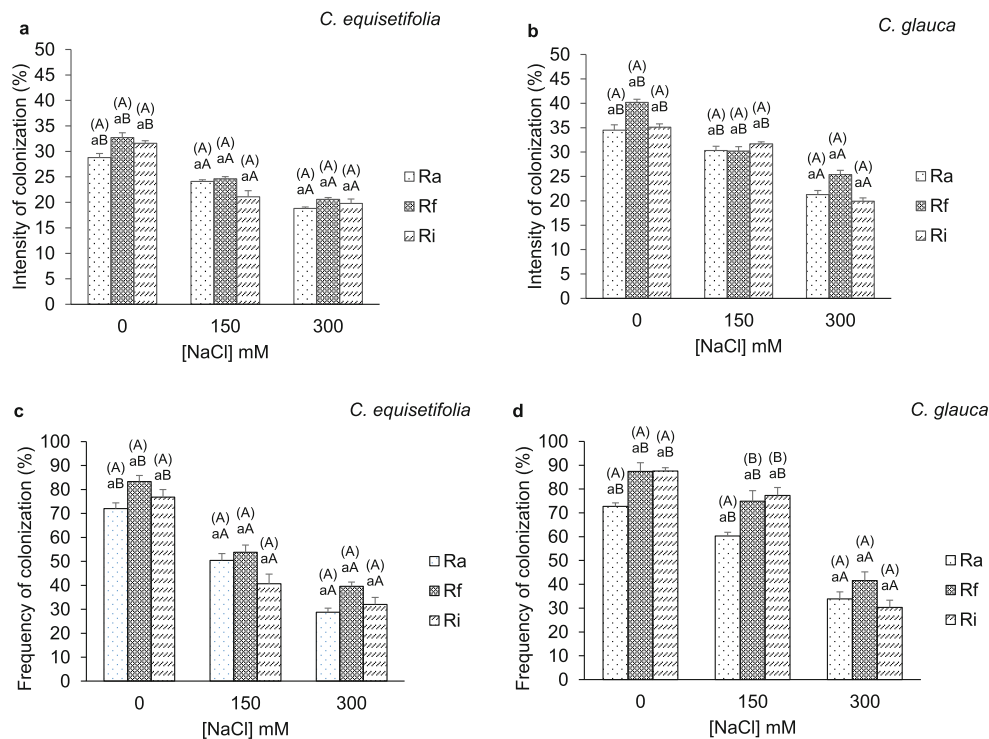 a
C. equisetifolia
Intensity of colonization (%)
50
45
40
35
30
25
20
15
10
5
0
(A) (A) (A) (A) (A) (A) (A) (A) (A)
aB aB aB aA aA aA aA aA aA
0 150 300
[NaCl] mM
Ra
Rf
Ri
b
C. glauca
Intensity of colonization (%)
50
45
40
35
30
25
20
15
10
5
0
(A) (A) (A) (A) (A) (A) (A) (A) (A)
aB aB aB aB aB aB aA aA aA
0 150 300
[NaCl] mM
Ra
Rf
Ri
c
C. equisetifolia
Frequency of colonization (%)
100
90
80
70
60
50
40
30
20
10
0
(A) (A) (A) (A) (A) (A) (A) (A) (A)
aB aB aB aA aA aA aA aA aA
0 150 300
[NaCl] mM
Ra
Rf
Ri
d
C. glauca
Frequency of colonization (%)
100
90
80
70
60
50
40
30
20
10
0
(A) (A) (A) (A) (B) (B) (A) (A) (A)
aB aB aB aB aB aB aA aA aA
0 150 300
[NaCl] mM
Ra
Rf
Ri